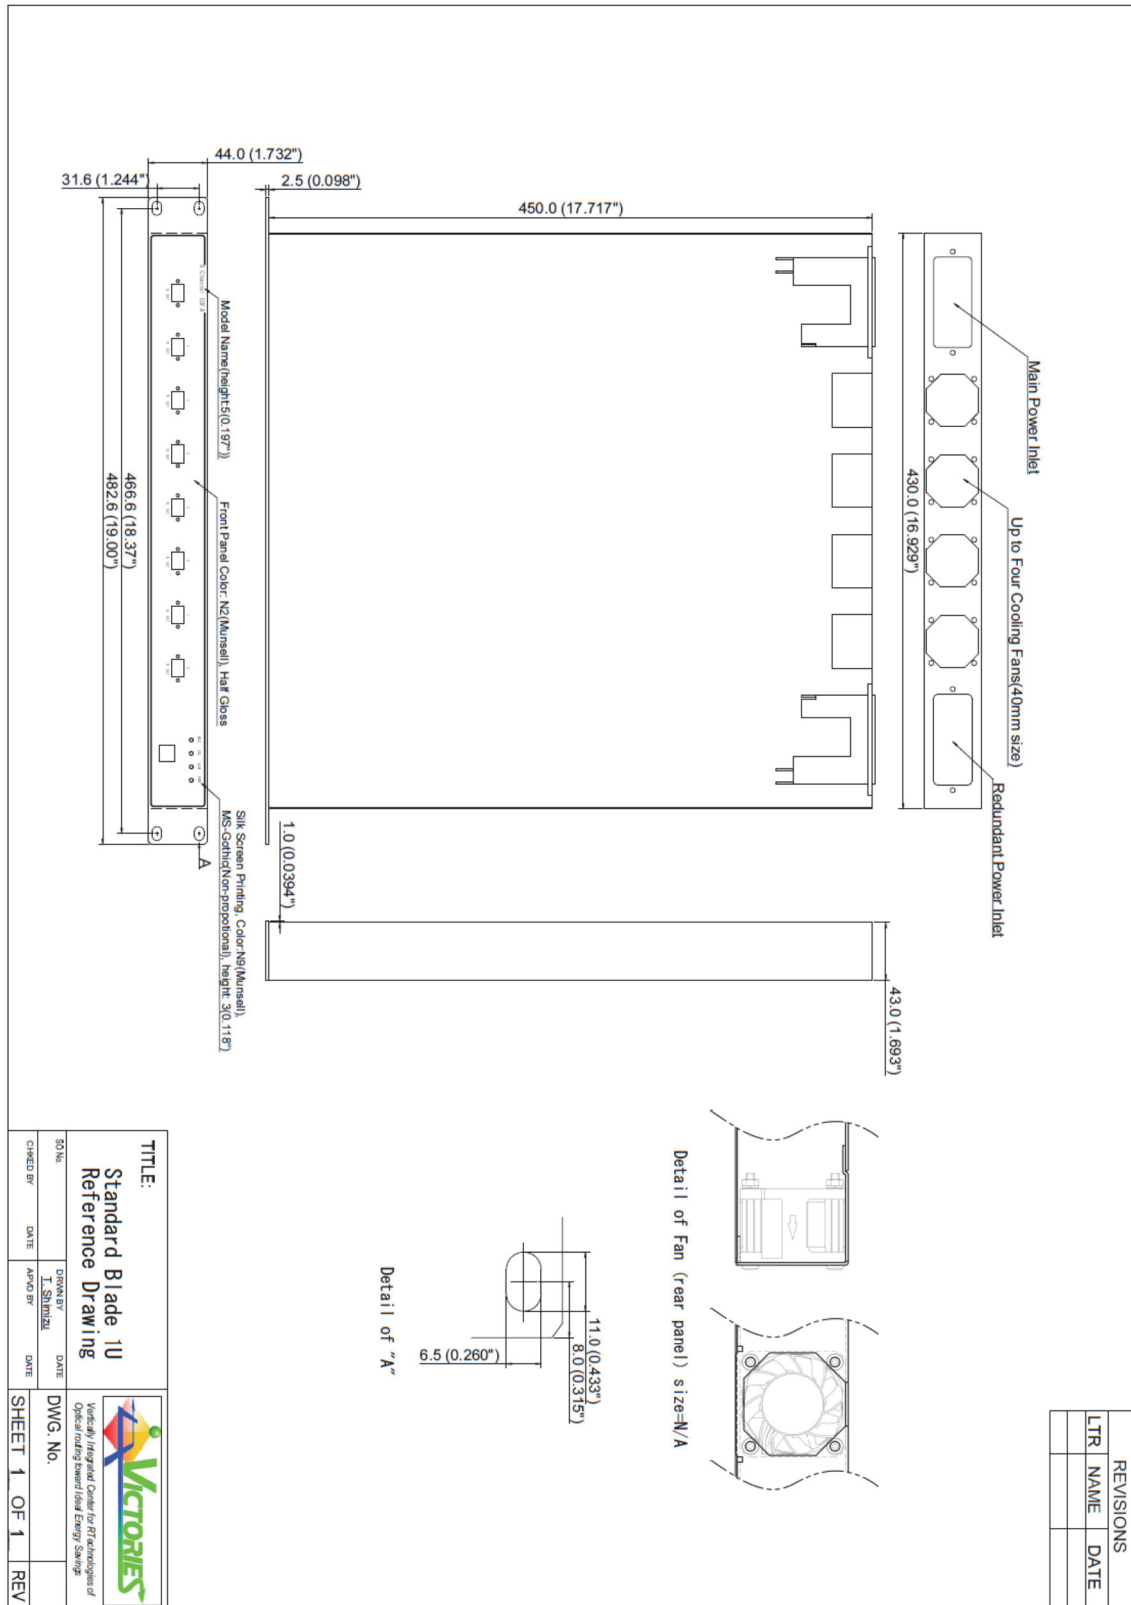 44.0 (1.732")
31.6 (1.244")
2.5 (0.098")
450.0 (17.717")
Main Power Inlet
Up to Four Cooling Fans(40mm size)
430.0 (16.929")
Redundant Power Inlet
8 Channel EDFA
Model Name(height:5(0.197"))
Front Panel Color: N2(Munsell), Half Gloss
466.6 (18.37")
482.6 (19.00")
A
Silk Screen Printing, Color:N9(Munsell),
MS-Gothic(Non-propotional), height: 3(0.118")
1.0 (0.0394")
43.0 (1.693")
Detail of Fan (rear panel) size=N/A
11.0 (0.433")
8.0 (0.315")
6.5 (0.260")
Detail of "A"
REVISIONS
LTR NAME DATE
TITLE:
Standard Blade 1U
Reference Drawing
SO No.
DRWN BY DATE
T. Shimizu
CHKED BY DATE
APVD BY DATE
VICTORIES
Vertically Integrated Center for RTechnologies of
Optical routing toward Ideal Energy Savings
DWG. No.
SHEET 1 OF 1
REV